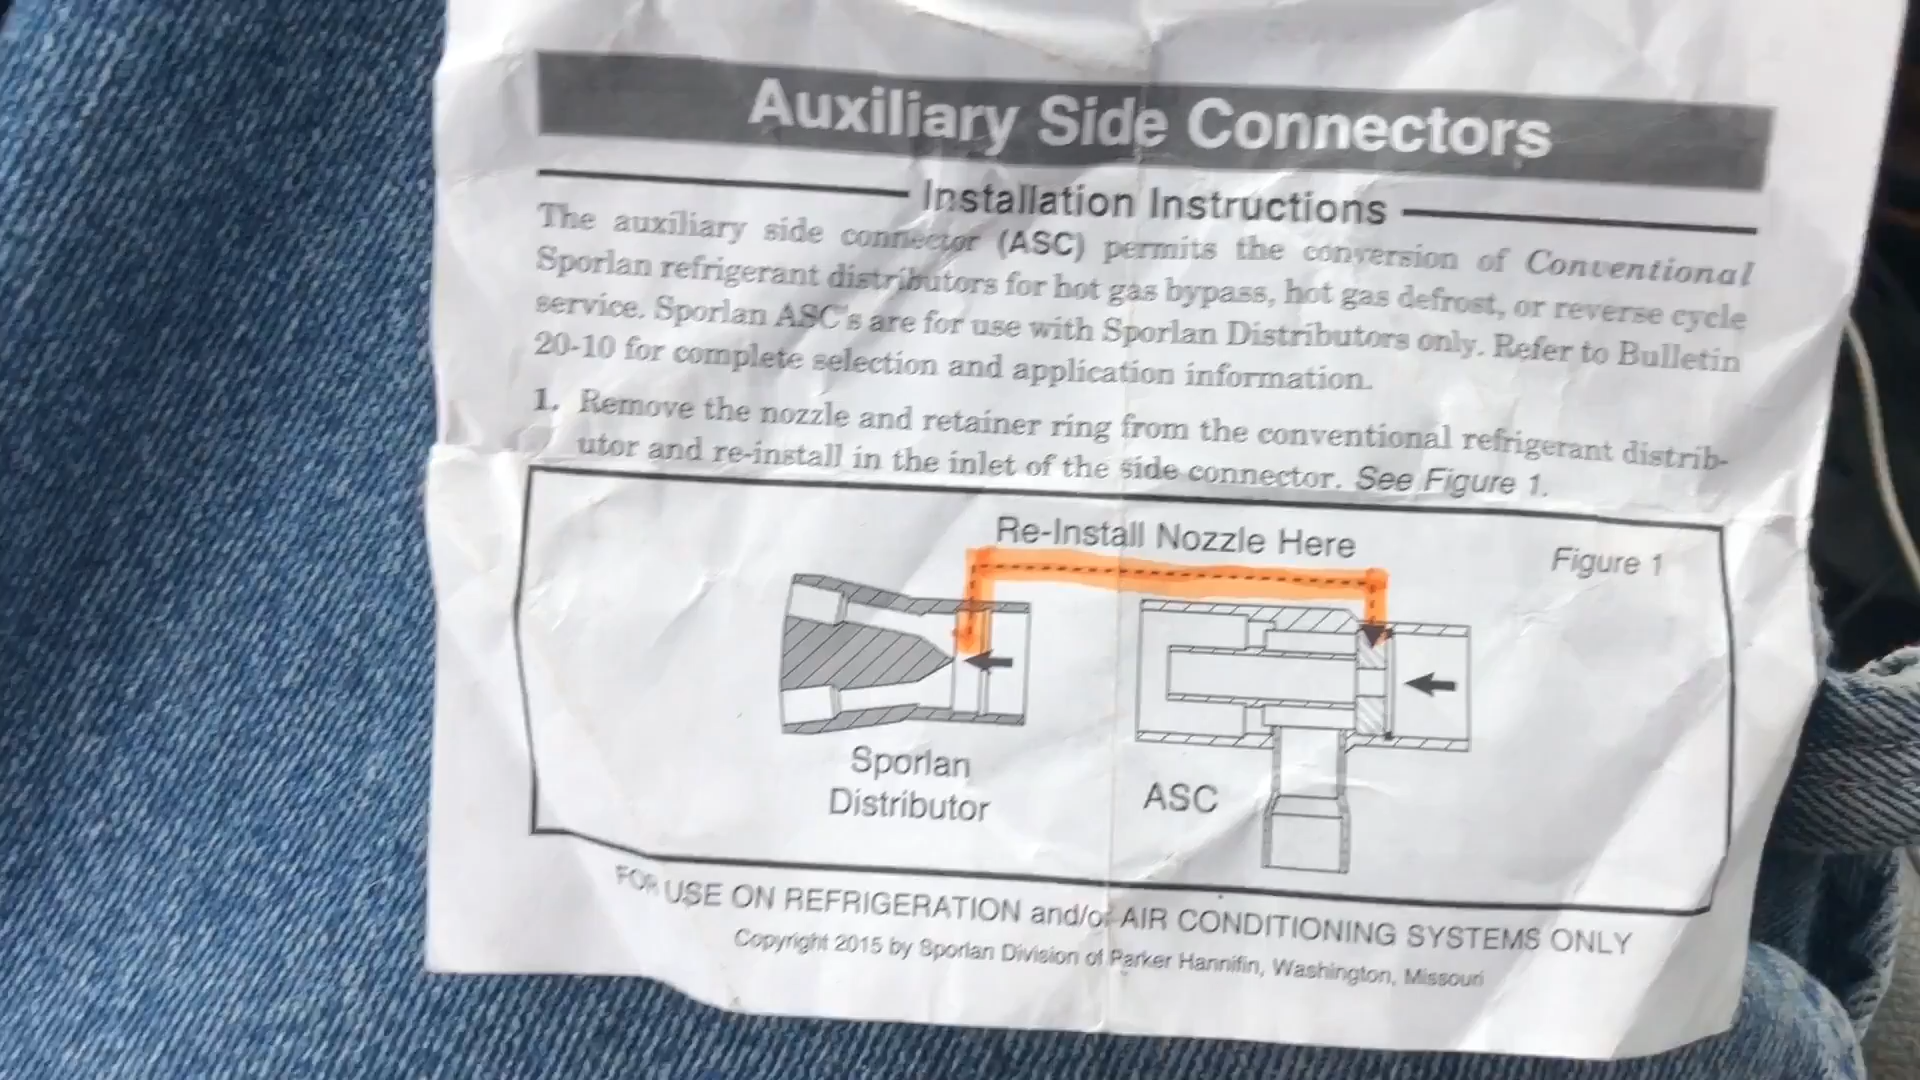 Auxiliary Side Connectors
Installation Instructions
The auxiliary side connector (ASC) permits the conversion of Conventional
Sporlan refrigerant distributors for hot gas bypass, hot gas defrost, or reverse cycle
service. Sporlan ASC's are for use with Sporlan Distributors only. Refer to Bulletin
20-10 for complete selection and application information.
1. Remove the nozzle and retainer ring from the conventional refrigerant distrib-
utor and re-install in the inlet of the side connector. See Figure 1.
Re-Install Nozzle Here
Figure 1
Sporlan
Distributor
ASC
FOR USE ON REFRIGERATION and/or AIR CONDITIONING SYSTEMS ONLY
Copyright 2015 by Sporlan Division of Parker Hannifin, Washington, Missouri